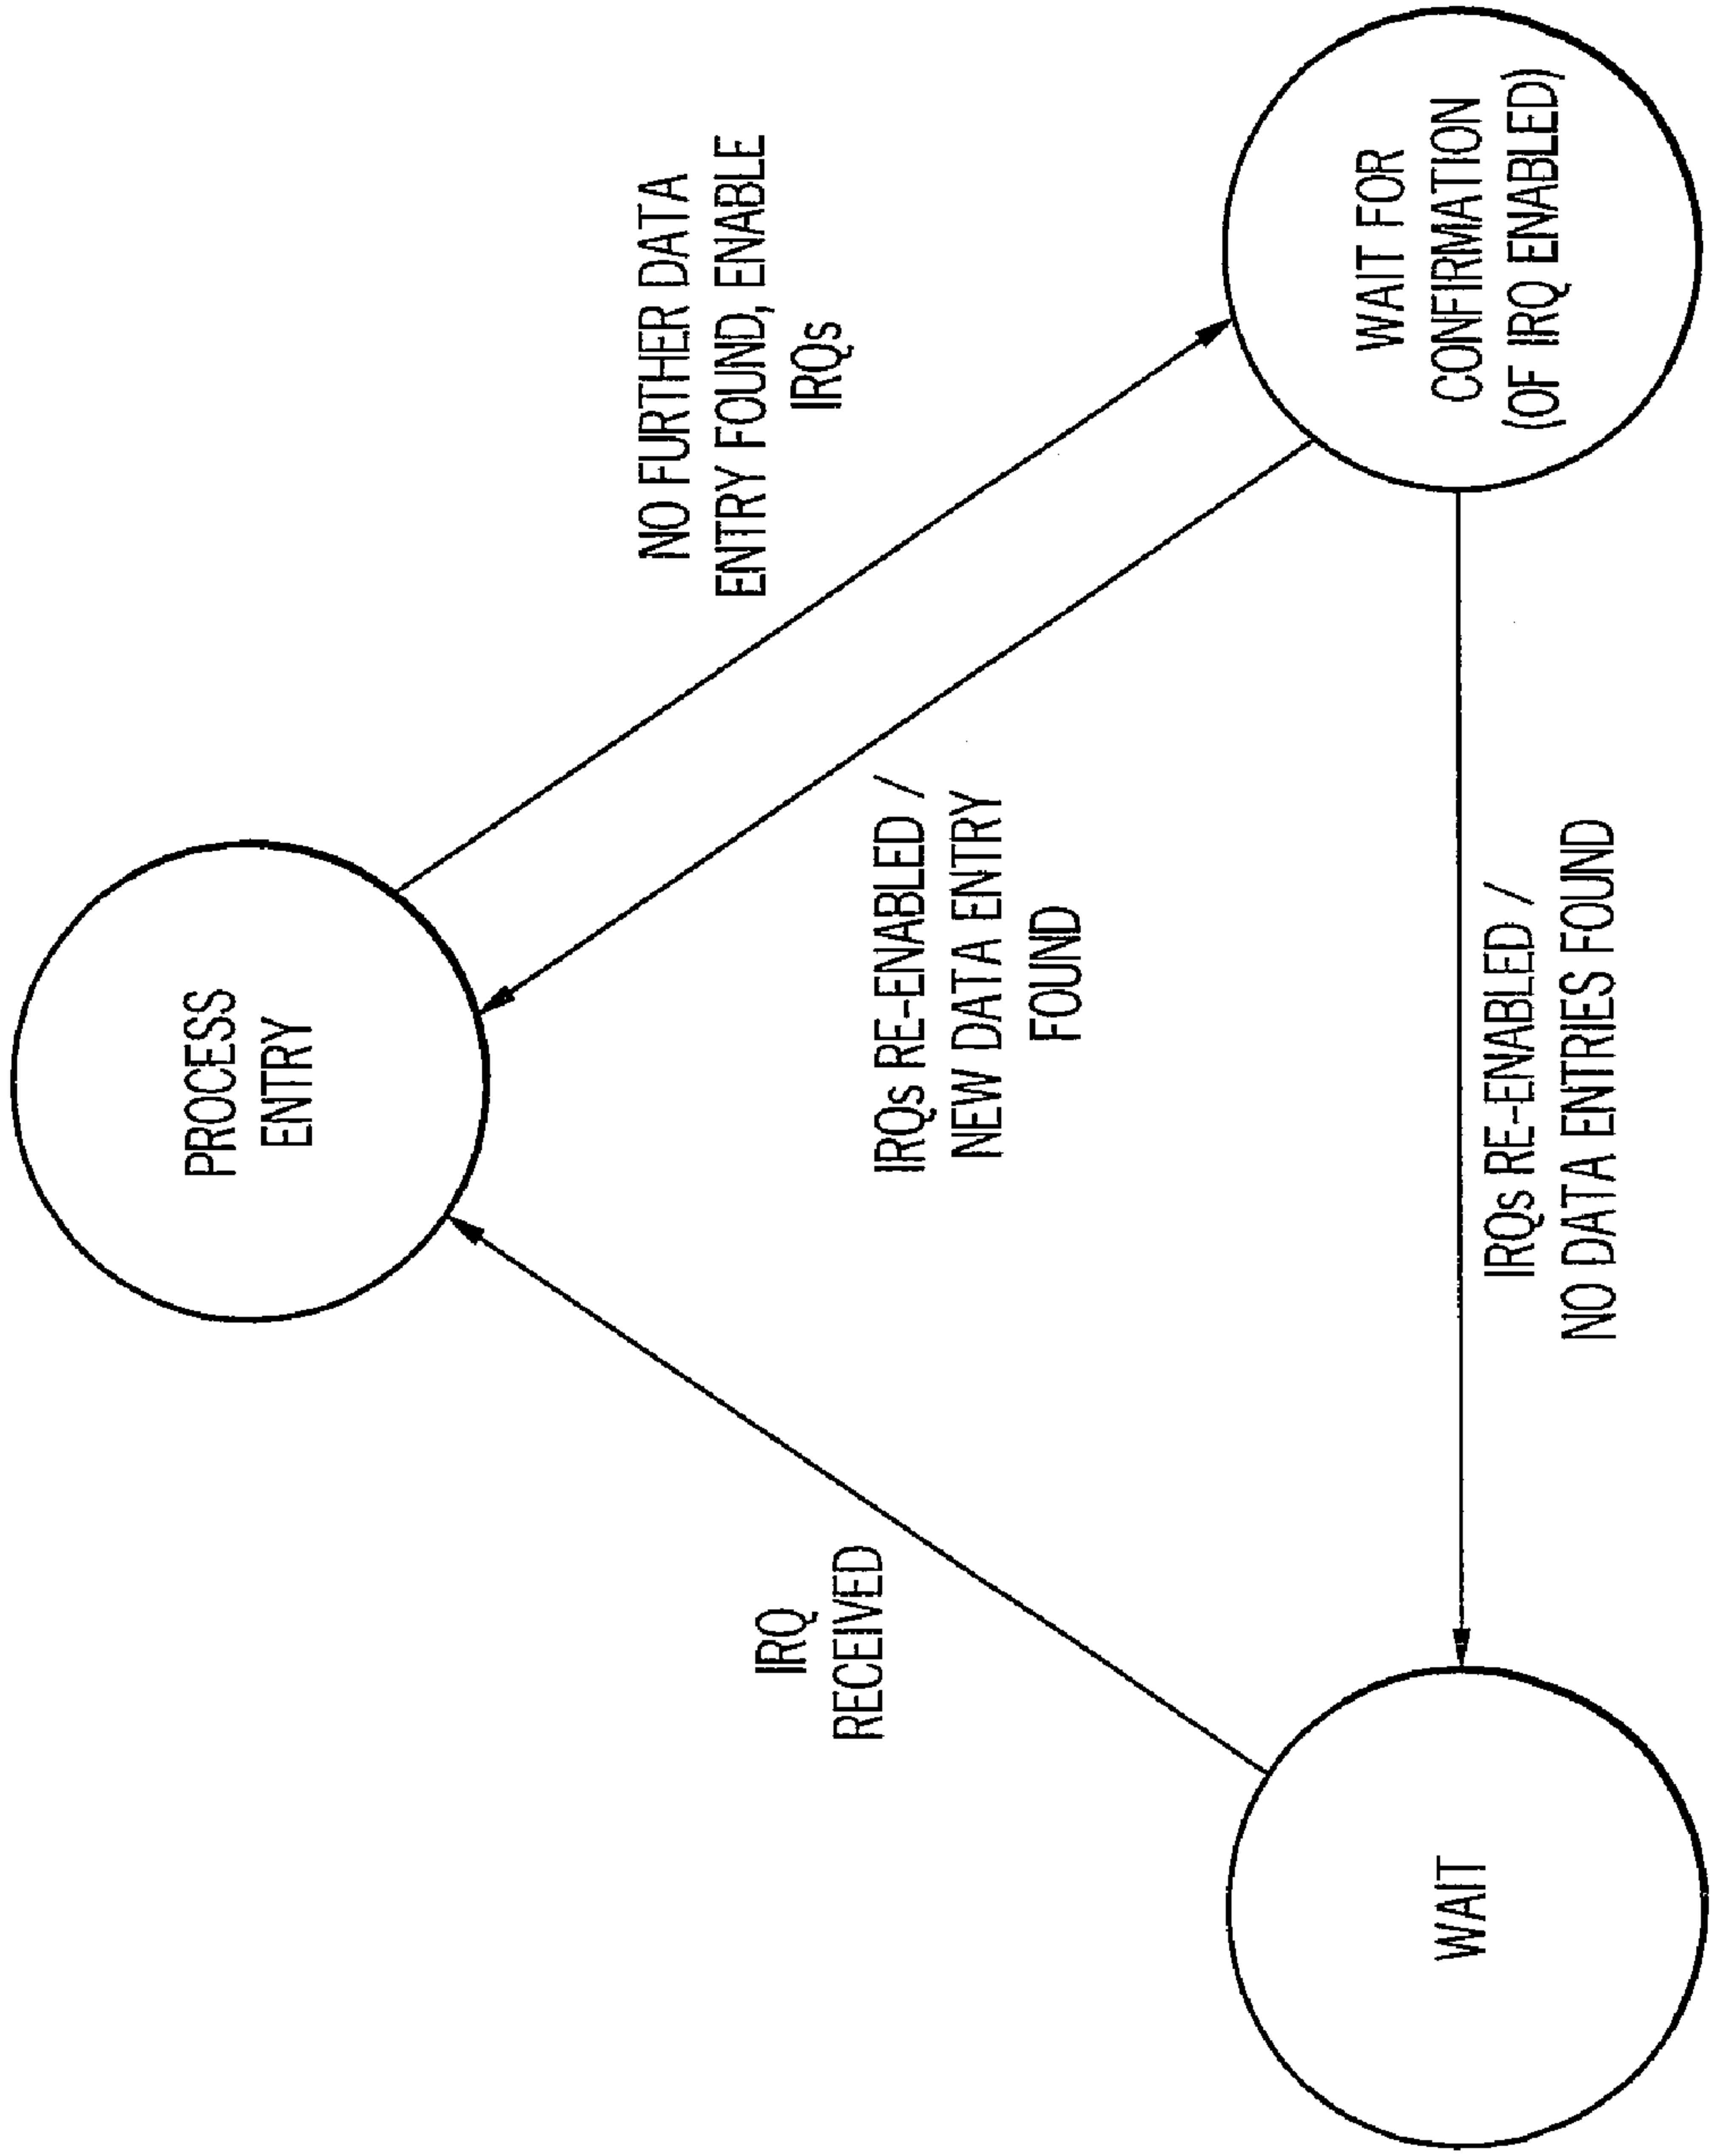 PROCESS
ENTRY
NO FURTHER DATA
ENTRY FOUND, ENABLE
IRQs
IRQ
RECEIVED
IRQs RE-ENABLED /
NEW DATA ENTRY
FOUND
WAIT
IRQs RE-ENABLED /
NO DATA ENTRIES FOUND
WAIT FOR
CONFIRMATION
(OF IRQ ENABLED)